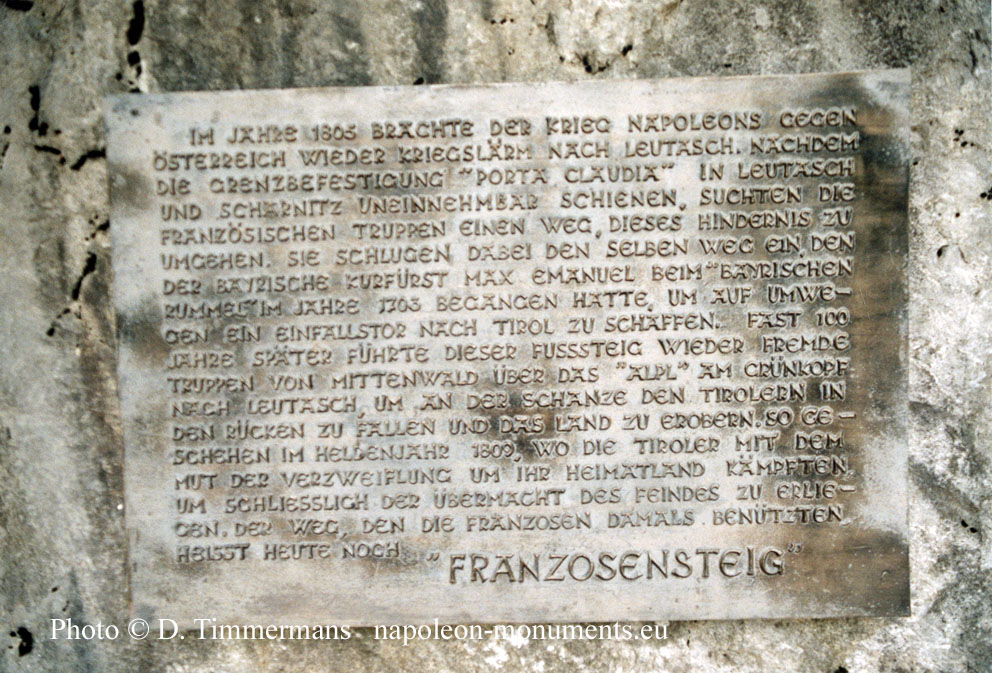 IM JAHRE 1805 BRACHTE DER KRIEG NAPOLEONS GEGEN
ÖSTERREICH WIEDER KRIEGSLÄRM NACH LEUTASCH. NACHDEM
DIE GRENZBEFESTIGUNG "PORTA CLAUDIA" IN LEUTASCH
UND SCHARNITZ UNEINNEHMBAR SCHIENEN, SUCHTEN DIE
FRANZÖSISCHEN TRUPPEN EINEN WEG, DIESES HINDERNIS ZU
UMGEHEN. SIE SCHLUGEN DABEI DEN SELBEN WEG EIN, DEN
DER BAYRISCHE KURFÜRST MAX EMANUEL BEIM "BAYRISCHEN
RUMMEL" IM JAHRE 1703 BEGANGEN HATTE, UM AUF UMWE-
GEN EIN EINFALLSTOR NACH TIROL ZU SCHAFFEN. FAST 100
JAHRE SPÄTER FÜHRTE DIESER FUSSSTEIG WIEDER FREMDE
TRUPPEN VON MITTENWALD ÜBER DAS "ALPL" AM GRÜNKOPF
NACH LEUTASCH, UM AN DER SCHANZE DEN TIROLERN IN
DEN RÜCKEN ZU FALLEN UND DAS LAND ZU EROBERN. SO GE-
SCHEHEN IM HELDENJAHR 1809, WO DIE TIROLER MIT DEM
MUT DER VERZWEIFLUNG UM IHR HEIMATLAND KÄMPFTEN,
UM SCHLIESSLICH DER ÜBERMACHT DES FEINDES ZU ERLIE-
GEN. DER WEG, DEN DIE FRANZOSEN DAMALS BENÜTZTEN,
HEISST HEUTE NOCH "FRANZOSENSTEIG"
Photo © D. Timmermans napoleon-monuments.eu